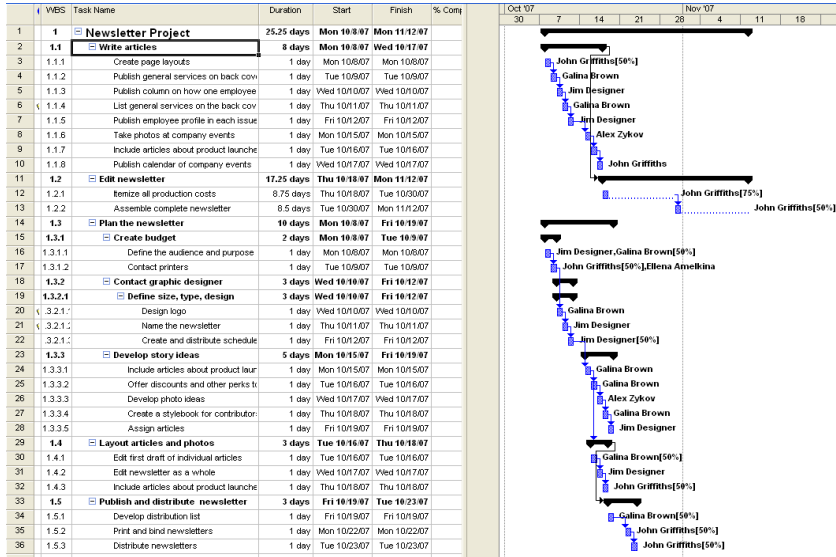 WBS Task Name Duration Start Finish % Comp Oct '07 Nov '07
30 7 14 21 28 4 11 18
1 1 Newsletter Project 25.25 days Mon 10/8/07 Mon 11/12/07
2 1.1 Write articles 8 days Mon 10/8/07 Wed 10/17/07
3 1.1.1 Create page layouts 1 day Mon 10/8/07 Mon 10/8/07 John Griffiths[50%]
4 1.1.2 Publish general services on back cov 1 day Tue 10/9/07 Tue 10/9/07 Galina Brown
5 1.1.3 Publish column on how one employee 1 day Wed 10/10/07 Wed 10/10/07 Jim Designer
6 1.1.4 List general services on the back cov 1 day Thu 10/11/07 Thu 10/11/07 Galina Brown
7 1.1.5 Publish employee profile in each issue 1 day Fri 10/12/07 Fri 10/12/07 Jim Designer
8 1.1.6 Take photos at company events 1 day Mon 10/15/07 Mon 10/15/07 Alex Zykov
9 1.1.7 Include articles about product launche 1 day Tue 10/16/07 Tue 10/16/07
10 1.1.8 Publish calendar of company events 1 day Wed 10/17/07 Wed 10/17/07 John Griffiths
11 1.2 Edit newsletter 17.25 days Thu 10/18/07 Mon 11/12/07
12 1.2.1 Itemize all production costs 8.75 days Thu 10/18/07 Tue 10/30/07 John Griffiths[75%]
13 1.2.2 Assemble complete newsletter 8.5 days Tue 10/30/07 Mon 11/12/07 John Griffiths[50%]
14 1.3 Plan the newsletter 10 days Mon 10/8/07 Fri 10/19/07
15 1.3.1 Create budget 2 days Mon 10/8/07 Tue 10/9/07
16 1.3.1.1 Define the audience and purpose 1 day Mon 10/8/07 Mon 10/8/07 Jim Designer,Galina Brown[50%]
17 1.3.1.2 Contact printers 1 day Tue 10/9/07 Tue 10/9/07 John Griffiths[50%],Ellena Amelkina
18 1.3.2 Contact graphic designer 3 days Wed 10/10/07 Fri 10/12/07
19 1.3.2.1 Define size, type, design 3 days Wed 10/10/07 Fri 10/12/07
20 .3.2.1.1 Design logo 1 day Wed 10/10/07 Wed 10/10/07 Galina Brown
21 .3.2.1.2 Name the newsletter 1 day Thu 10/11/07 Thu 10/11/07 Jim Designer
22 .3.2.1.3 Create and distribute schedule 1 day Fri 10/12/07 Fri 10/12/07 Jim Designer[50%]
23 1.3.3 Develop story ideas 5 days Mon 10/15/07 Fri 10/19/07
24 1.3.3.1 Include articles about product laur 1 day Mon 10/15/07 Mon 10/15/07 Galina Brown
25 1.3.3.2 Offer discounts and other perks to 1 day Tue 10/16/07 Tue 10/16/07 Galina Brown
26 1.3.3.3 Develop photo ideas 1 day Wed 10/17/07 Wed 10/17/07 Alex Zykov
27 1.3.3.4 Create a stylebook for contributor 1 day Thu 10/18/07 Thu 10/18/07 Galina Brown
28 1.3.3.5 Assign articles 1 day Fri 10/19/07 Fri 10/19/07 Jim Designer
29 1.4 Layout articles and photos 3 days Tue 10/16/07 Thu 10/18/07
30 1.4.1 Edit first draft of individual articles 1 day Tue 10/16/07 Tue 10/16/07 Galina Brown[50%]
31 1.4.2 Edit newsletter as a whole 1 day Wed 10/17/07 Wed 10/17/07 Jim Designer
32 1.4.3 Include articles about product launche 1 day Thu 10/18/07 Thu 10/18/07 John Griffiths[50%]
33 1.5 Publish and distribute newsletter 3 days Fri 10/19/07 Tue 10/23/07
34 1.5.1 Develop distribution list 1 day Fri 10/19/07 Fri 10/19/07 Galina Brown[50%]
35 1.5.2 Print and bind newsletters 1 day Mon 10/22/07 Mon 10/22/07 John Griffiths[50%]
36 1.5.3 Distribute newsletters 1 day Tue 10/23/07 Tue 10/23/07 John Griffiths[50%]